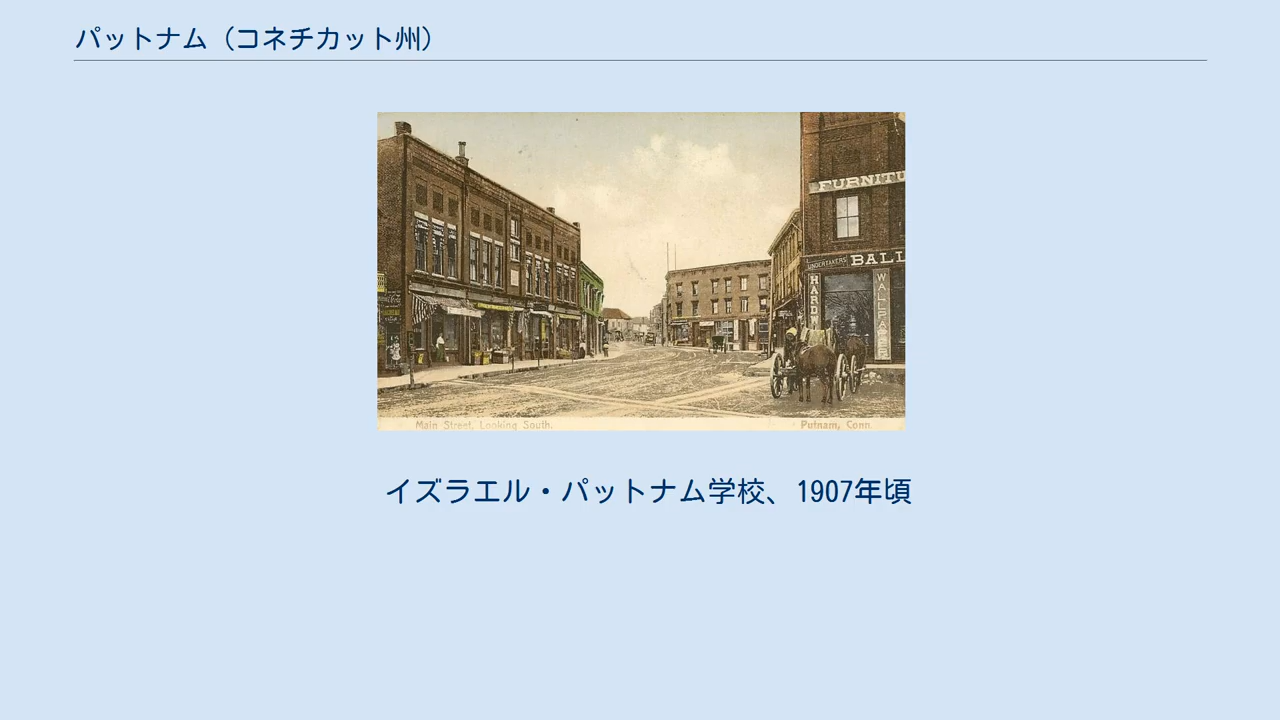 パットナム（コネチカット州）
FURNITU
UNDERTAKERS BALL
HARDW
WALLPAPE
Main Street, Looking South.
Putnam, Conn.
イズラエル・パットナム学校、1907年頃